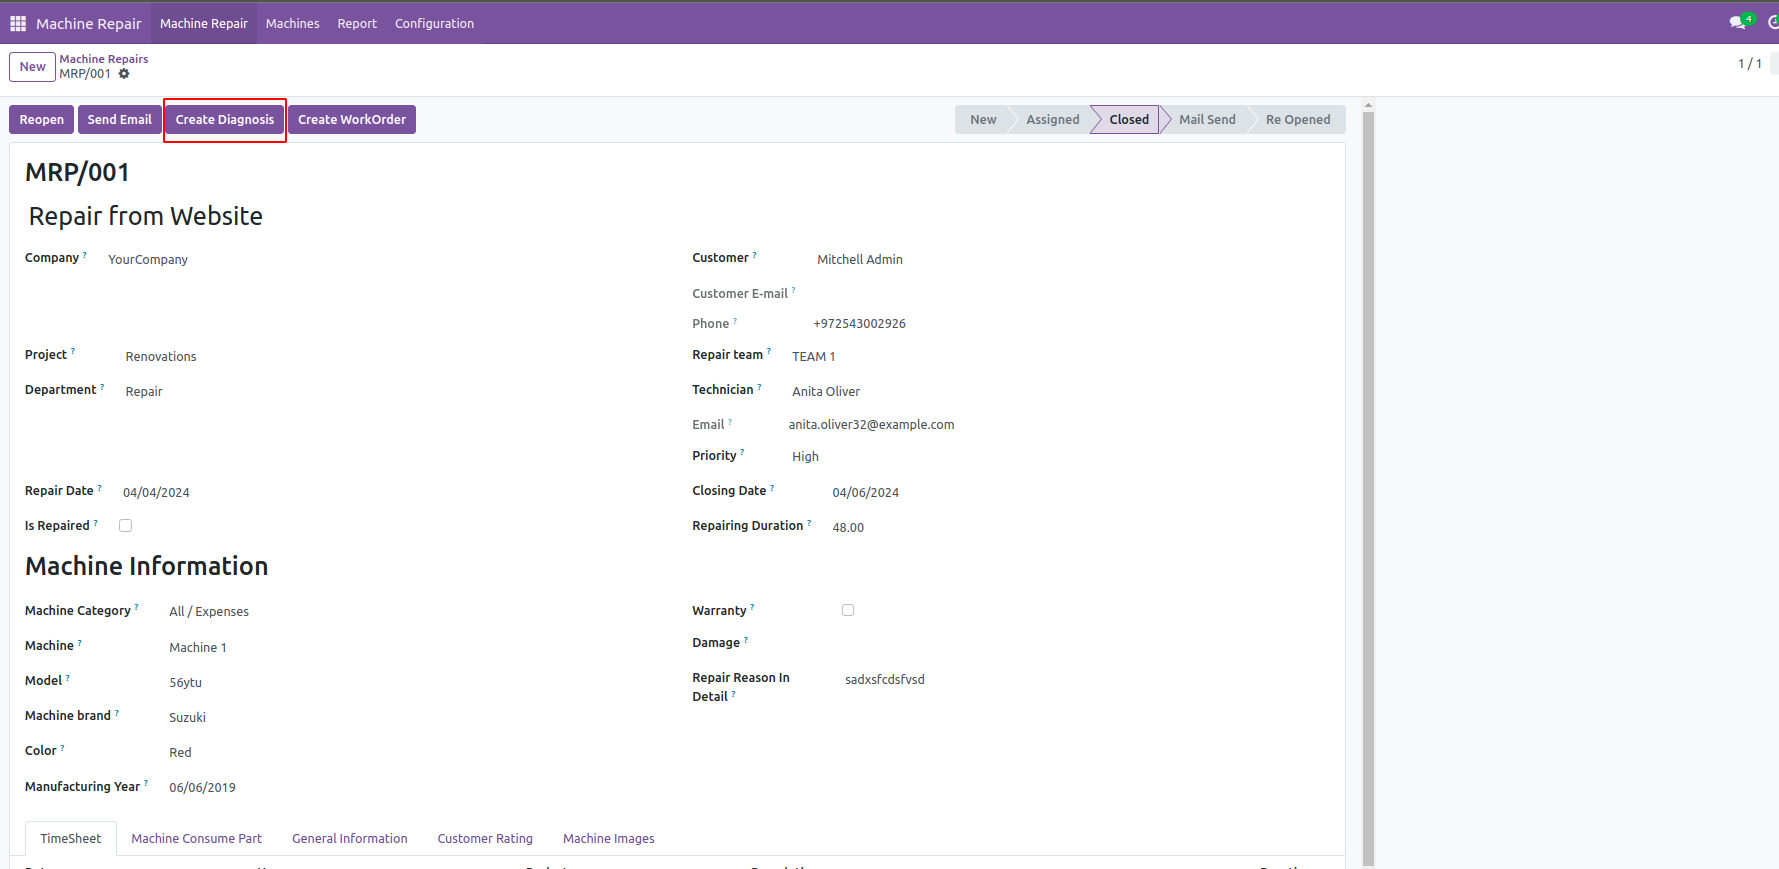 Machine Repair Machine Repair Machines Report Configuration 4
New Machine Repairs
MRP/001 1 / 1
Reopen Send Email Create Diagnosis Create WorkOrder New Assigned Closed Mail Send Re Opened
MRP/001
Repair from Website
Company ? YourCompany Customer ? Mitchell Admin
Customer E-mail ?
Phone ? +972543002926
Project ? Renovations Repair team ? TEAM 1
Department ? Repair Technician ? Anita Oliver
Email ? anita.oliver32@example.com
Priority ? High
Repair Date ? 04/04/2024 Closing Date ? 04/06/2024
Is Repaired ? Repairing Duration ? 48.00
Machine Information
Machine Category ? All / Expenses Warranty ?
Machine ? Machine 1 Damage ?
Model ? 56ytu Repair Reason In Detail ? sadxsfcdsfvsd
Machine brand ? Suzuki
Color ? Red
Manufacturing Year ? 06/06/2019
TimeSheet Machine Consume Part General Information Customer Rating Machine Images